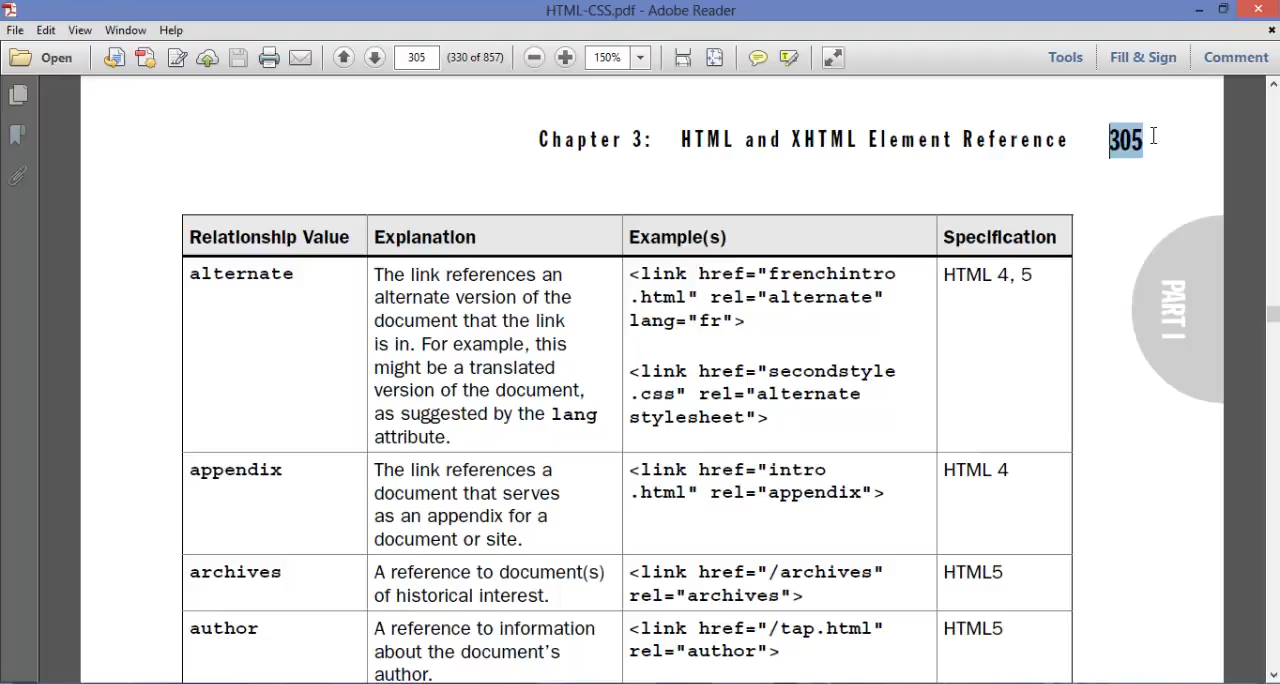 HTML-CSS.pdf - Adobe Reader
File Edit View Window Help
Open 305 (330 of 857) 150% Tools Fill & Sign Comment
Chapter 3: HTML and XHTML Element Reference 305
PART I
Relationship Value Explanation Example(s) Specification
alternate The link references an <link href="frenchintro HTML 4, 5
alternate version of the .html" rel="alternate"
document that the link lang="fr">
is in. For example, this
might be a translated <link href="secondstyle
version of the document, .css" rel="alternate
as suggested by the lang stylesheet">
attribute.
appendix The link references a <link href="intro HTML 4
document that serves .html" rel="appendix">
as an appendix for a
document or site.
archives A reference to document(s) <link href="/archives" HTML5
of historical interest. rel="archives">
author A reference to information <link href="/tap.html" HTML5
about the document's rel="author">
author.